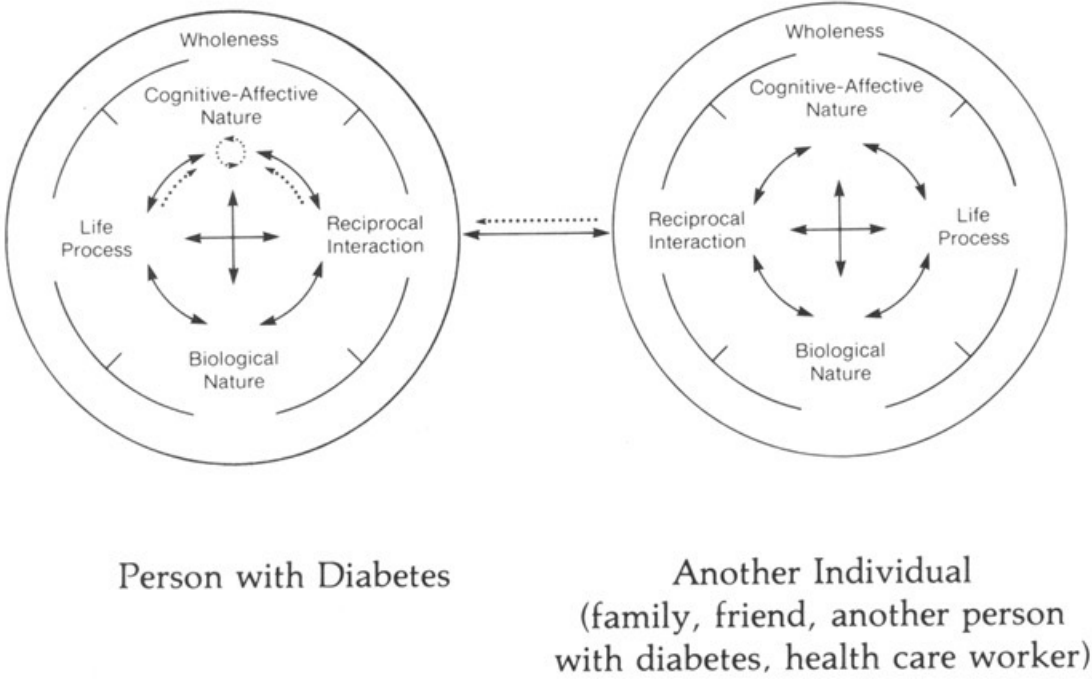 Wholeness
Cognitive-Affective
Nature
Life
Process
Reciprocal
Interaction
Biological
Nature
Wholeness
Cognitive-Affective
Nature
Reciprocal
Interaction
Life
Process
Biological
Nature
Person with Diabetes
Another Individual
(family, friend, another person
with diabetes, health care worker)